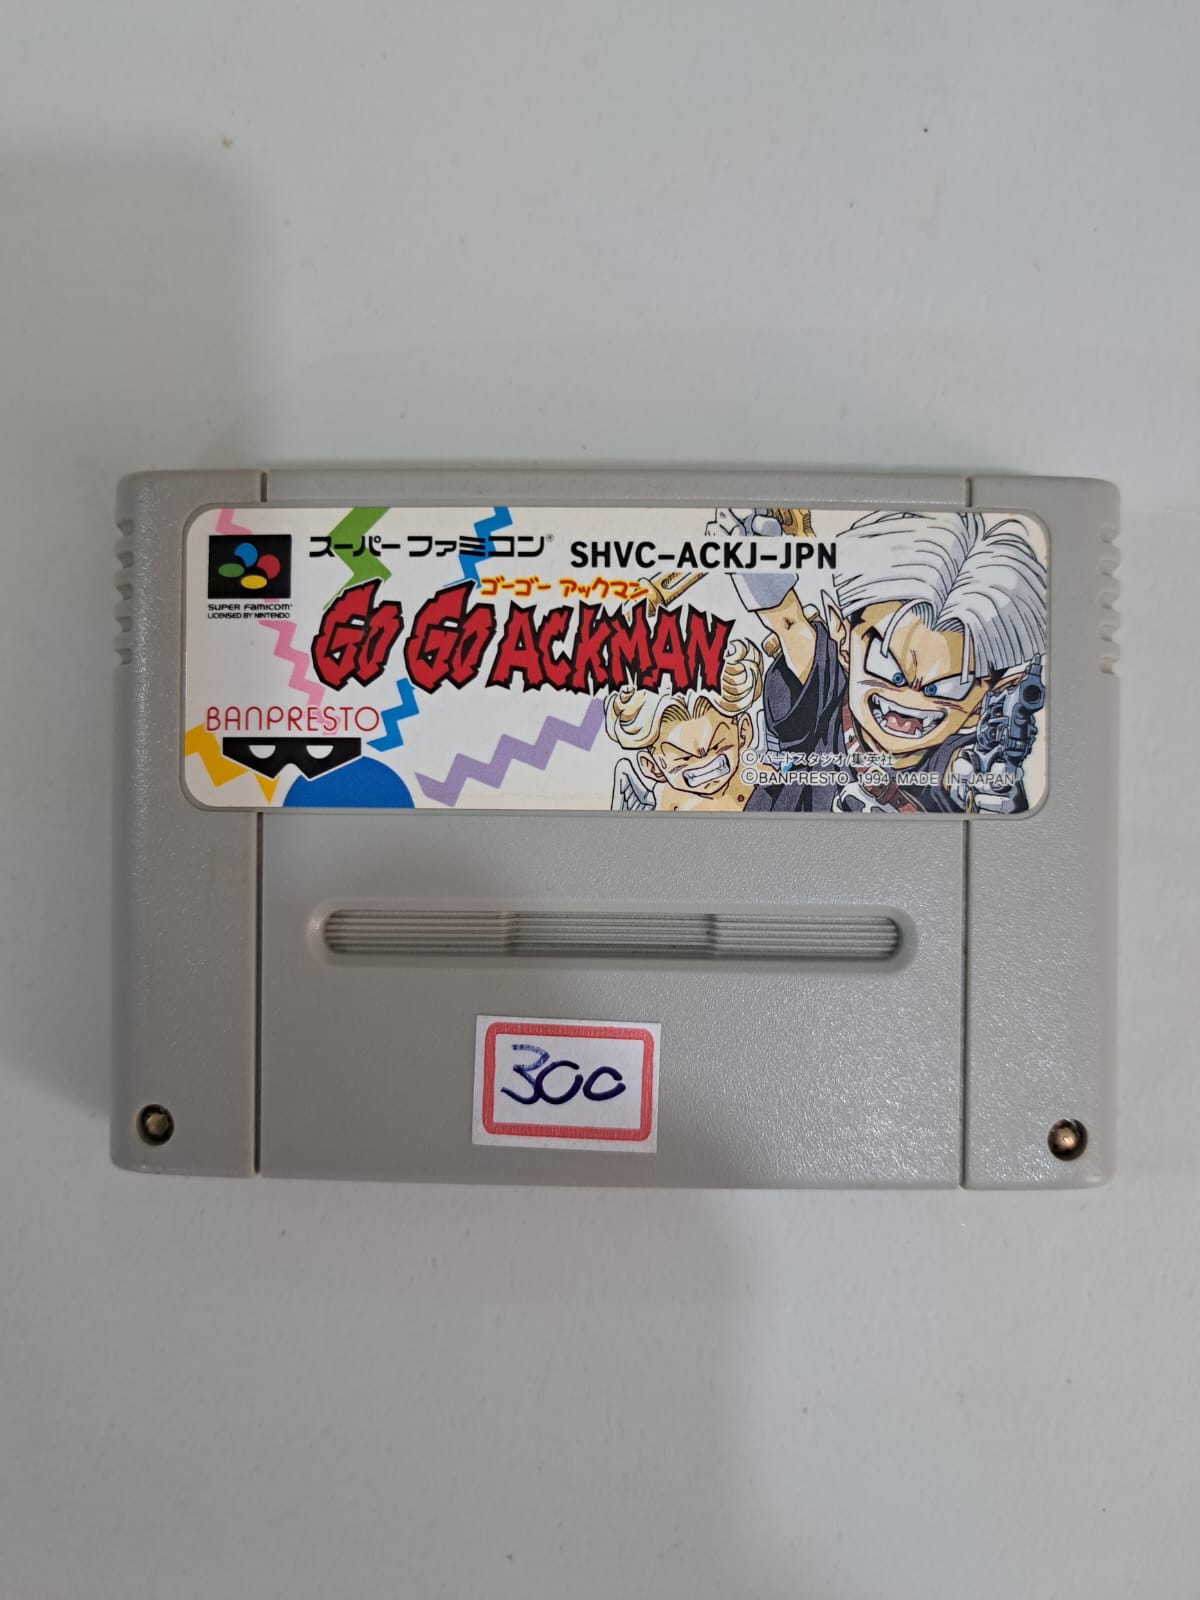 スーパーファミコン®
SHVC-ACKJ-JPN
SUPER FAMICOM®
LICENSED BY NINTENDO
ゴーゴー アックマン
GO GO ACKMAN
BANPRESTO
©バードスタジオ/集英社
©BANPRESTO 1994 MADE IN JAPAN
300